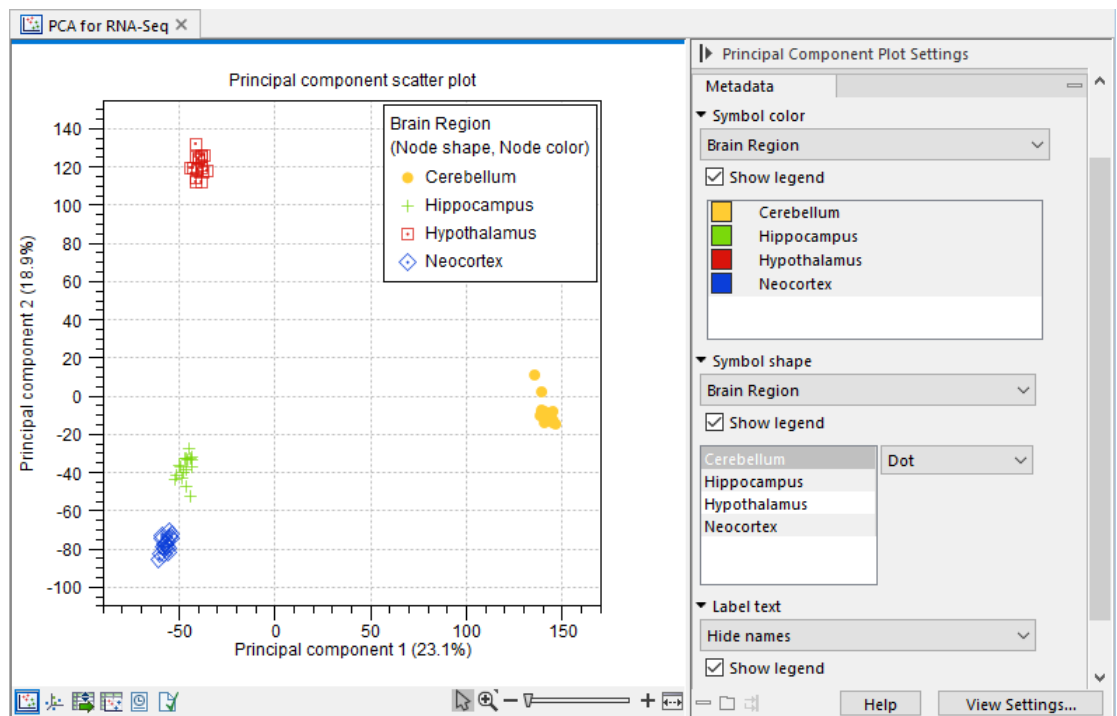 PCA for RNA-Seq
Principal component scatter plot
Principal component 2 (18.9%)
140
120
100
80
60
40
20
0
-20
-40
-60
-80
-100
Brain Region
(Node shape, Node color)
Cerebellum
Hippocampus
Hypothalamus
Neocortex
-50
0
50
100
150
Principal component 1 (23.1%)
Principal Component Plot Settings
Metadata
Symbol color
Brain Region
Show legend
Cerebellum
Hippocampus
Hypothalamus
Neocortex
Symbol shape
Brain Region
Show legend
Cerebellum
Dot
Hippocampus
Hypothalamus
Neocortex
Label text
Hide names
Show legend
Help
View Settings...